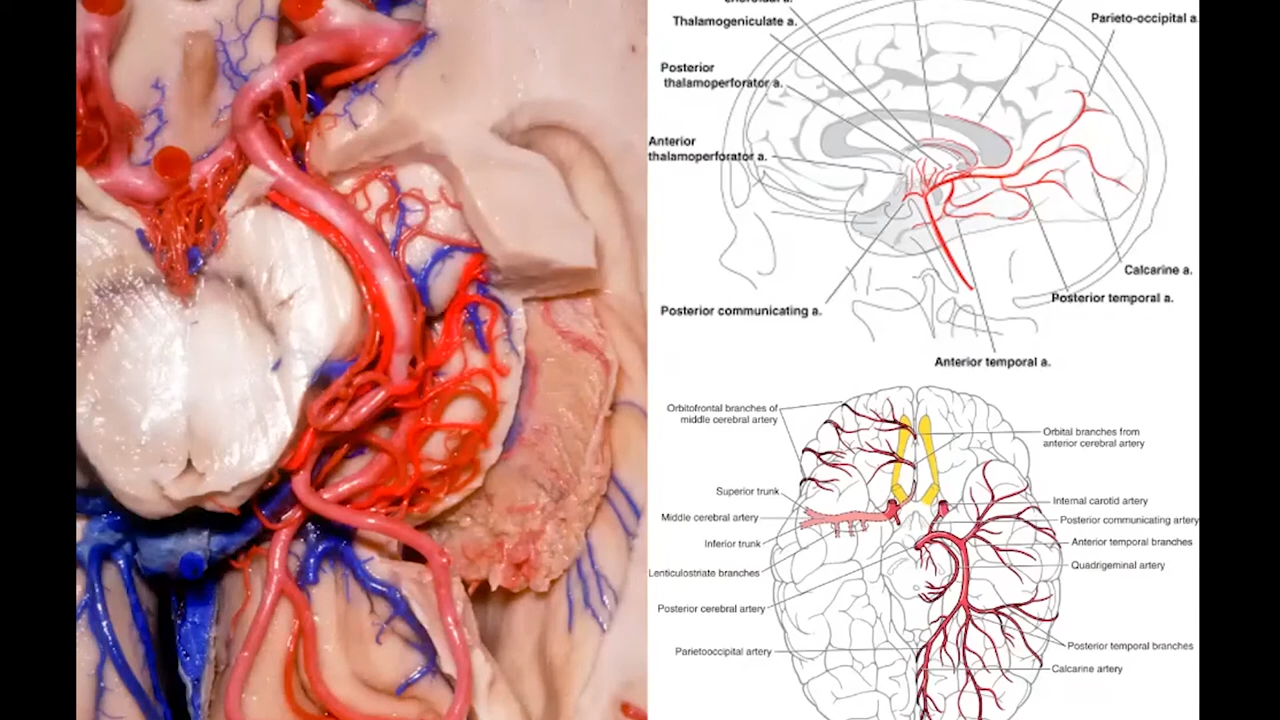 choroidal a.
Thalamogeniculate a.
Parieto-occipital a
Posterior
thalamoperforator a.
Anterior
thalamoperforator a.
Calcarine a.
Posterior temporal a.
Posterior communicating a.
Anterior temporal a.
Orbitofrontal branches of
middle cerebral artery
Orbital branches from
anterior cerebral artery
Superior trunk
Internal carotid artery
Middle cerebral artery
Posterior communicating artery
Inferior trunk
Anterior temporal branches
Quadrigeminal artery
Lenticulostriate branches
Posterior cerebral artery
Posterior temporal branches
Parietooccipital artery
Calcarine artery